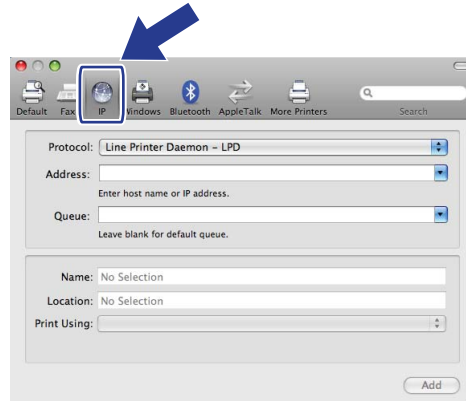 Default Fax IP Windows Bluetooth AppleTalk More Printers Search
Protocol: Line Printer Daemon – LPD
Address:
Enter host name or IP address.
Queue:
Leave blank for default queue.
Name: No Selection
Location: No Selection
Print Using:
Add